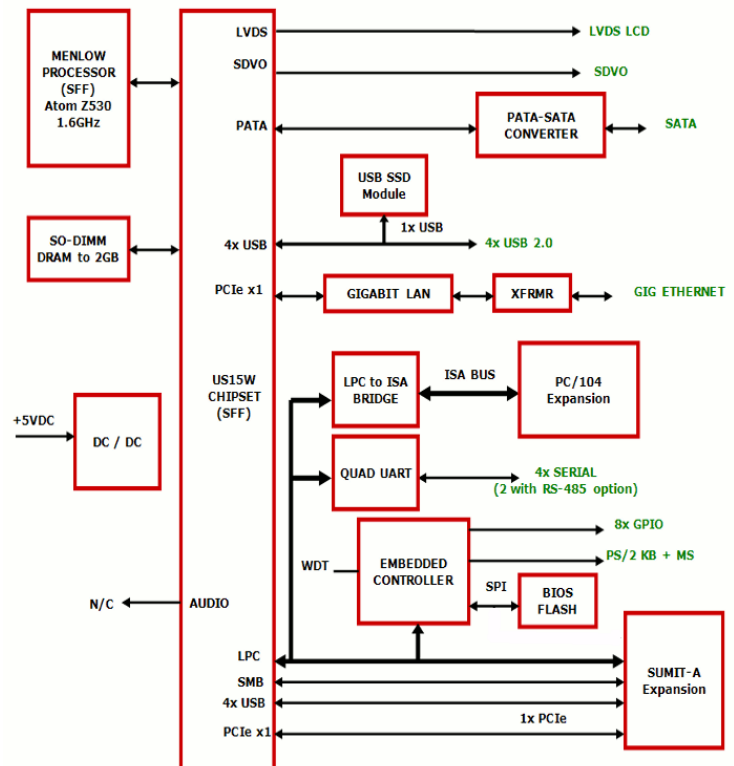 LVDS
LVDS LCD
MENLOW
PROCESSOR
(SFF)
Atom Z530
1.6GHz
SDVO
SDVO
PATA
PATA-SATA
CONVERTER
SATA
USB SSD
Module
1x USB
SO-DIMM
DRAM to 2GB
4x USB
4x USB 2.0
PCIe x1
GIGABIT LAN
XFRMR
GIG ETHERNET
US15W
CHIPSET
(SFF)
LPC to ISA
BRIDGE
ISA BUS
PC/104
Expansion
+5VDC
DC / DC
QUAD UART
4x SERIAL
(2 with RS-485 option)
8x GPIO
WDT
EMBEDDED
CONTROLLER
PS/2 KB + MS
SPI
BIOS
FLASH
N/C
AUDIO
LPC
SMB
4x USB
PCIe x1
1x PCIe
SUMIT-A
Expansion